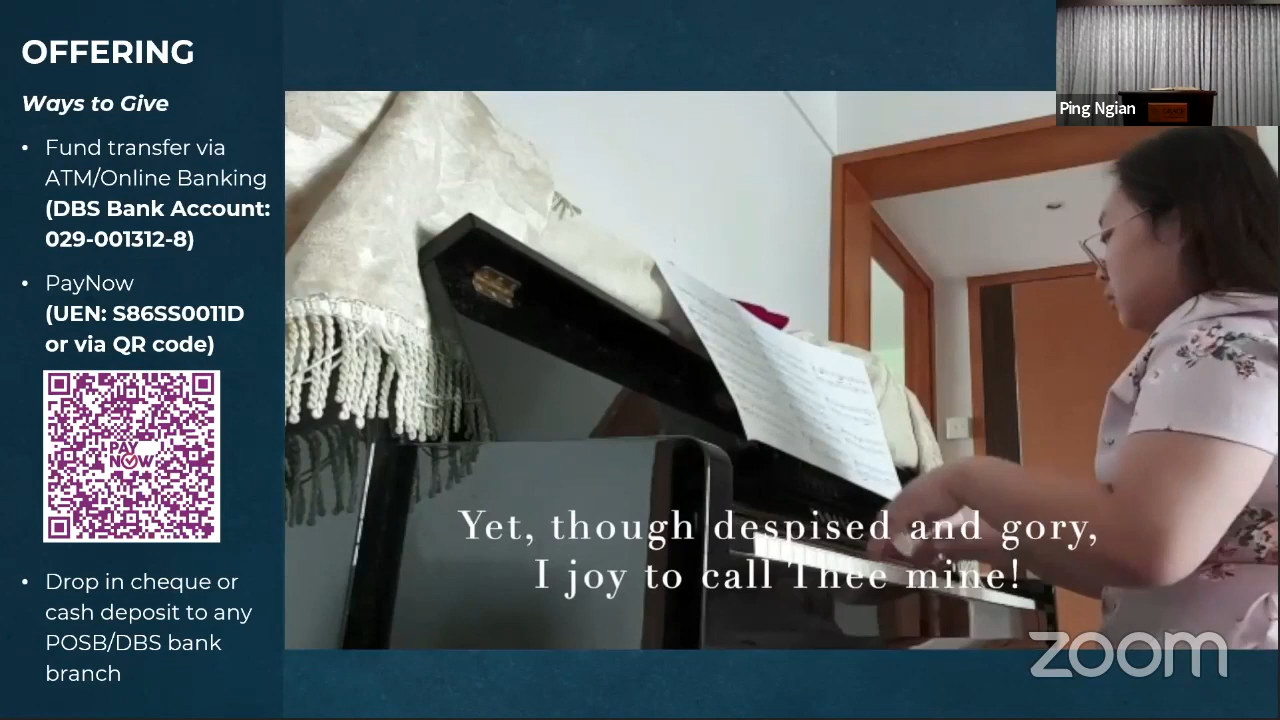 OFFERING
Ways to Give
• Fund transfer via
ATM/Online Banking
(DBS Bank Account:
029-001312-8)
• PayNow
(UEN: S86SS0011D
or via QR code)
PAY
NOW
• Drop in cheque or
cash deposit to any
POSB/DBS bank
branch
Ping Ngian
Yet, though despised and gory,
I joy to call Thee mine!
zoom